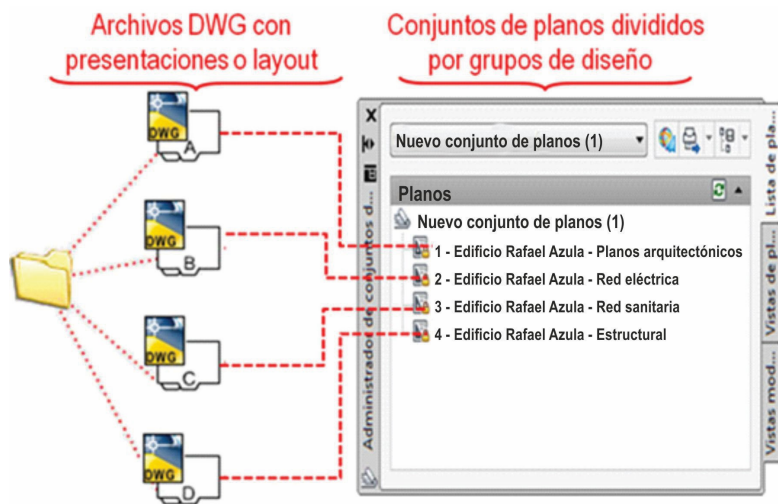 Archivos DWG con
presentaciones o layout
Conjuntos de planos divididos
por grupos de diseño
DWG
A
DWG
B
DWG
C
DWG
D
Nuevo conjunto de planos (1)
Planos
Nuevo conjunto de planos (1)
1 - Edificio Rafael Azula - Planos arquitectónicos
2 - Edificio Rafael Azula - Red eléctrica
3 - Edificio Rafael Azula - Red sanitaria
4 - Edificio Rafael Azula - Estructural
Administrador de conjuntos d...
Lista de pla...
Vistas de pl...
Vistas mod...